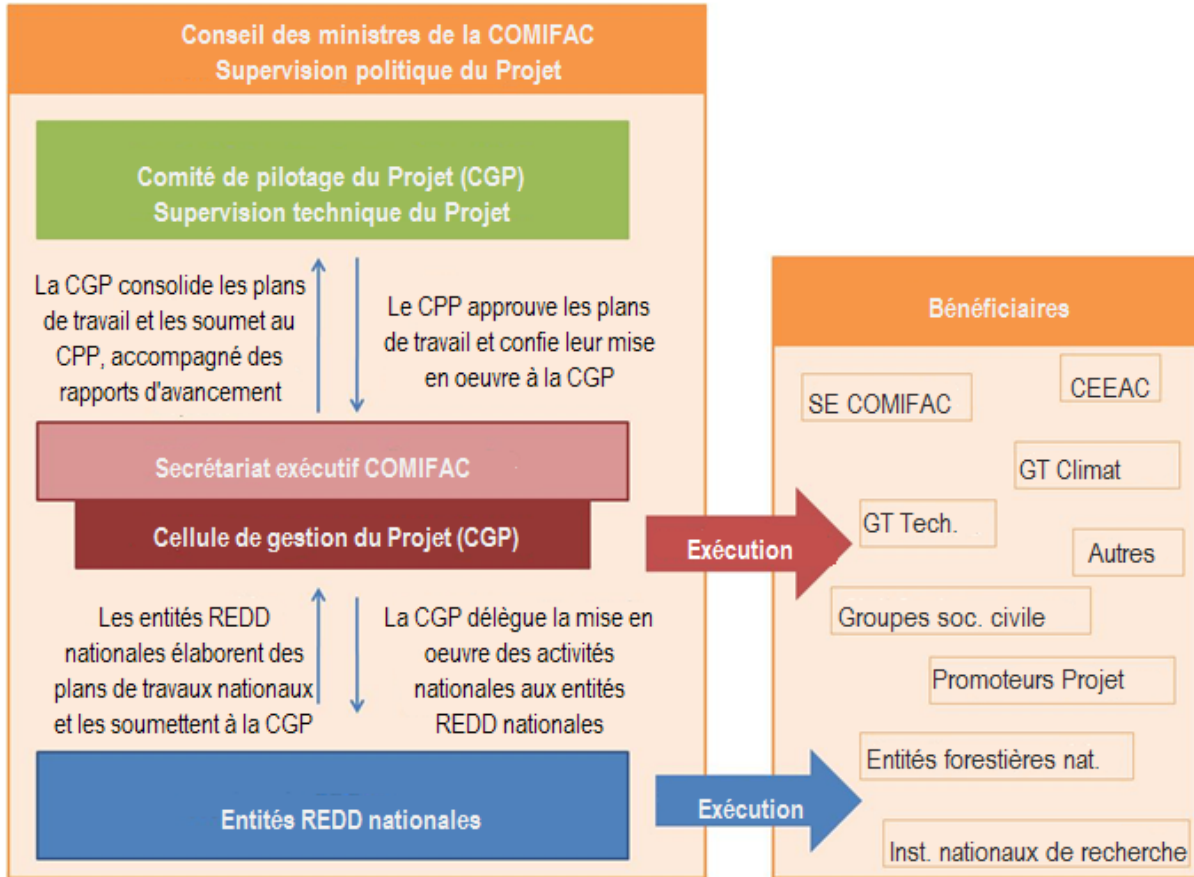 Conseil des ministres de la COMIFAC
Supervision politique du Projet
Comité de pilotage du Projet (CGP)
Supervision technique du Projet
La CGP consolide les plans
de travail et les soumet au
CPP, accompagné des
rapports d'avancement
Le CPP approuve les plans
de travail et confie leur mise
en oeuvre à la CGP
Secrétariat exécutif COMIFAC
Cellule de gestion du Projet (CGP)
Les entités REDD
nationales élaborent des
plans de travaux nationaux
et les soumettent à la CGP
La CGP délègue la mise en
oeuvre des activités
nationales aux entités
REDD nationales
Entités REDD nationales
Exécution
Exécution
Bénéficiaires
SE COMIFAC
CEEAC
GT Climat
GT Tech.
Autres
Groupes soc. civile
Promoteurs Projet
Entités forestières nat.
Inst. nationaux de recherche